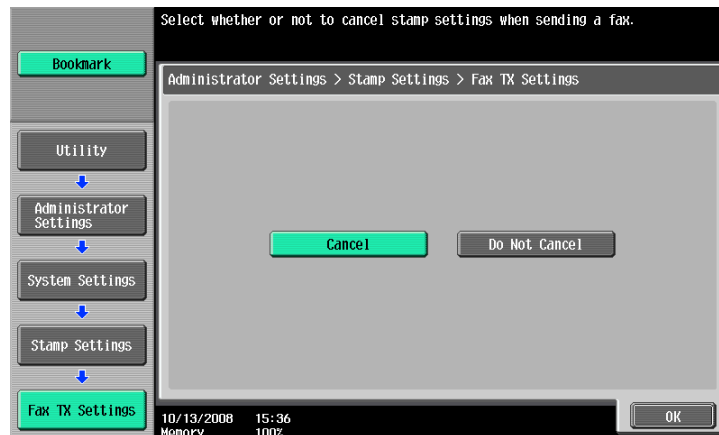 Select whether or not to cancel stamp settings when sending a fax.
Bookmark
Administrator Settings > Stamp Settings > Fax TX Settings
Utility
Administrator
Settings
System Settings
Stamp Settings
Fax TX Settings
Cancel
Do Not Cancel
10/13/2008 15:36
Memory 100%
OK